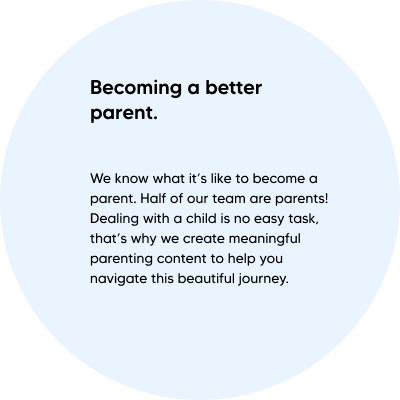 Becoming a better
parent.
We know what it's like to become a
parent. Half of our team are parents!
Dealing with a child is no easy task,
that's why we create meaningful
parenting content to help you
navigate this beautiful journey.